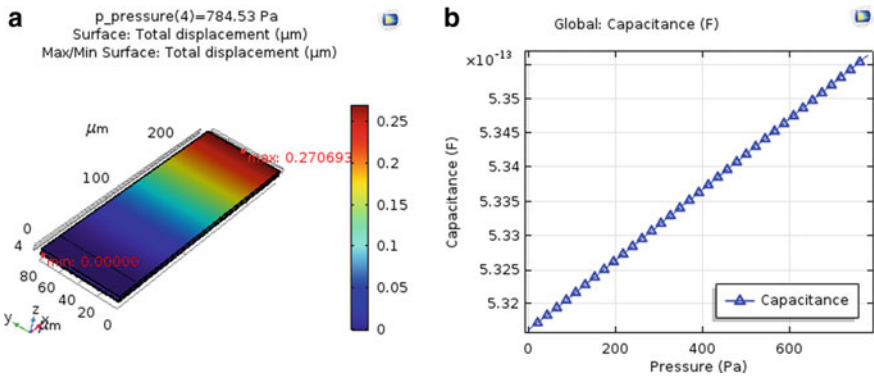 a
p_pressure(4)=784.53 Pa
Surface: Total displacement (μm)
Max/Min Surface: Total displacement (μm)
μm
200
100
0
4
max: 0.270693
min: 0.00000
80
60
40
20
0
μm
y
z
x
0.25
0.2
0.15
0.1
0.05
0
b
Global: Capacitance (F)
×10⁻¹³
5.35
5.345
5.34
5.335
5.33
5.325
5.32
Capacitance (F)
Capacitance
0 200 400 600
Pressure (Pa)